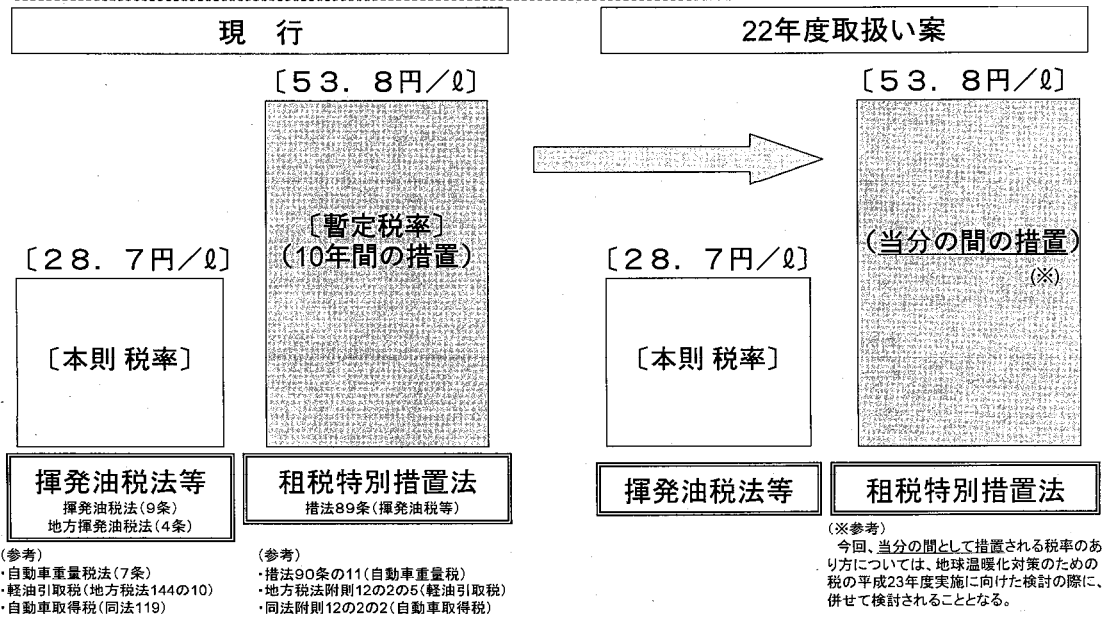 現 行
〔53．8円／ℓ〕
〔暫定税率〕
(10年間の措置)
〔28．7円／ℓ〕
〔本則 税率〕
揮発油税法等
揮発油税法(9条)
地方揮発油税法(4条)
租税特別措置法
措法89条(揮発油税等)
(参考)
・自動車重量税法(7条)
・軽油引取税(地方税法144の10)
・自動車取得税(同法119)
(参考)
・措法90条の11(自動車重量税)
・地方税法附則12の2の5(軽油引取税)
・同法附則12の2の2(自動車取得税)
22年度取扱い案
〔53．8円／ℓ〕
(当分の間の措置)
(※)
〔28．7円／ℓ〕
〔本則 税率〕
揮発油税法等
租税特別措置法
(※参考)
今回、当分の間として措置される税率のあ
り方については、地球温暖化対策のための
税の平成23年度実施に向けた検討の際に、
併せて検討されることとなる。